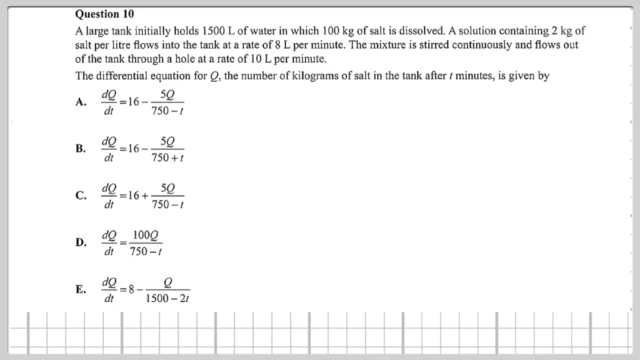 Question 10
A large tank initially holds 1500 L of water in which 100 kg of salt is dissolved. A solution containing 2 kg of
salt per litre flows into the tank at a rate of 8 L per minute. The mixture is stirred continuously and flows out
of the tank through a hole at a rate of 10 L per minute.
The differential equation for Q, the number of kilograms of salt in the tank after t minutes, is given by
A. dQ/dt = 16 − 5Q/(750 − t)
B. dQ/dt = 16 − 5Q/(750 + t)
C. dQ/dt = 16 + 5Q/(750 − t)
D. dQ/dt = 100Q/(750 − t)
E. dQ/dt = 8 − Q/(1500 − 2t)